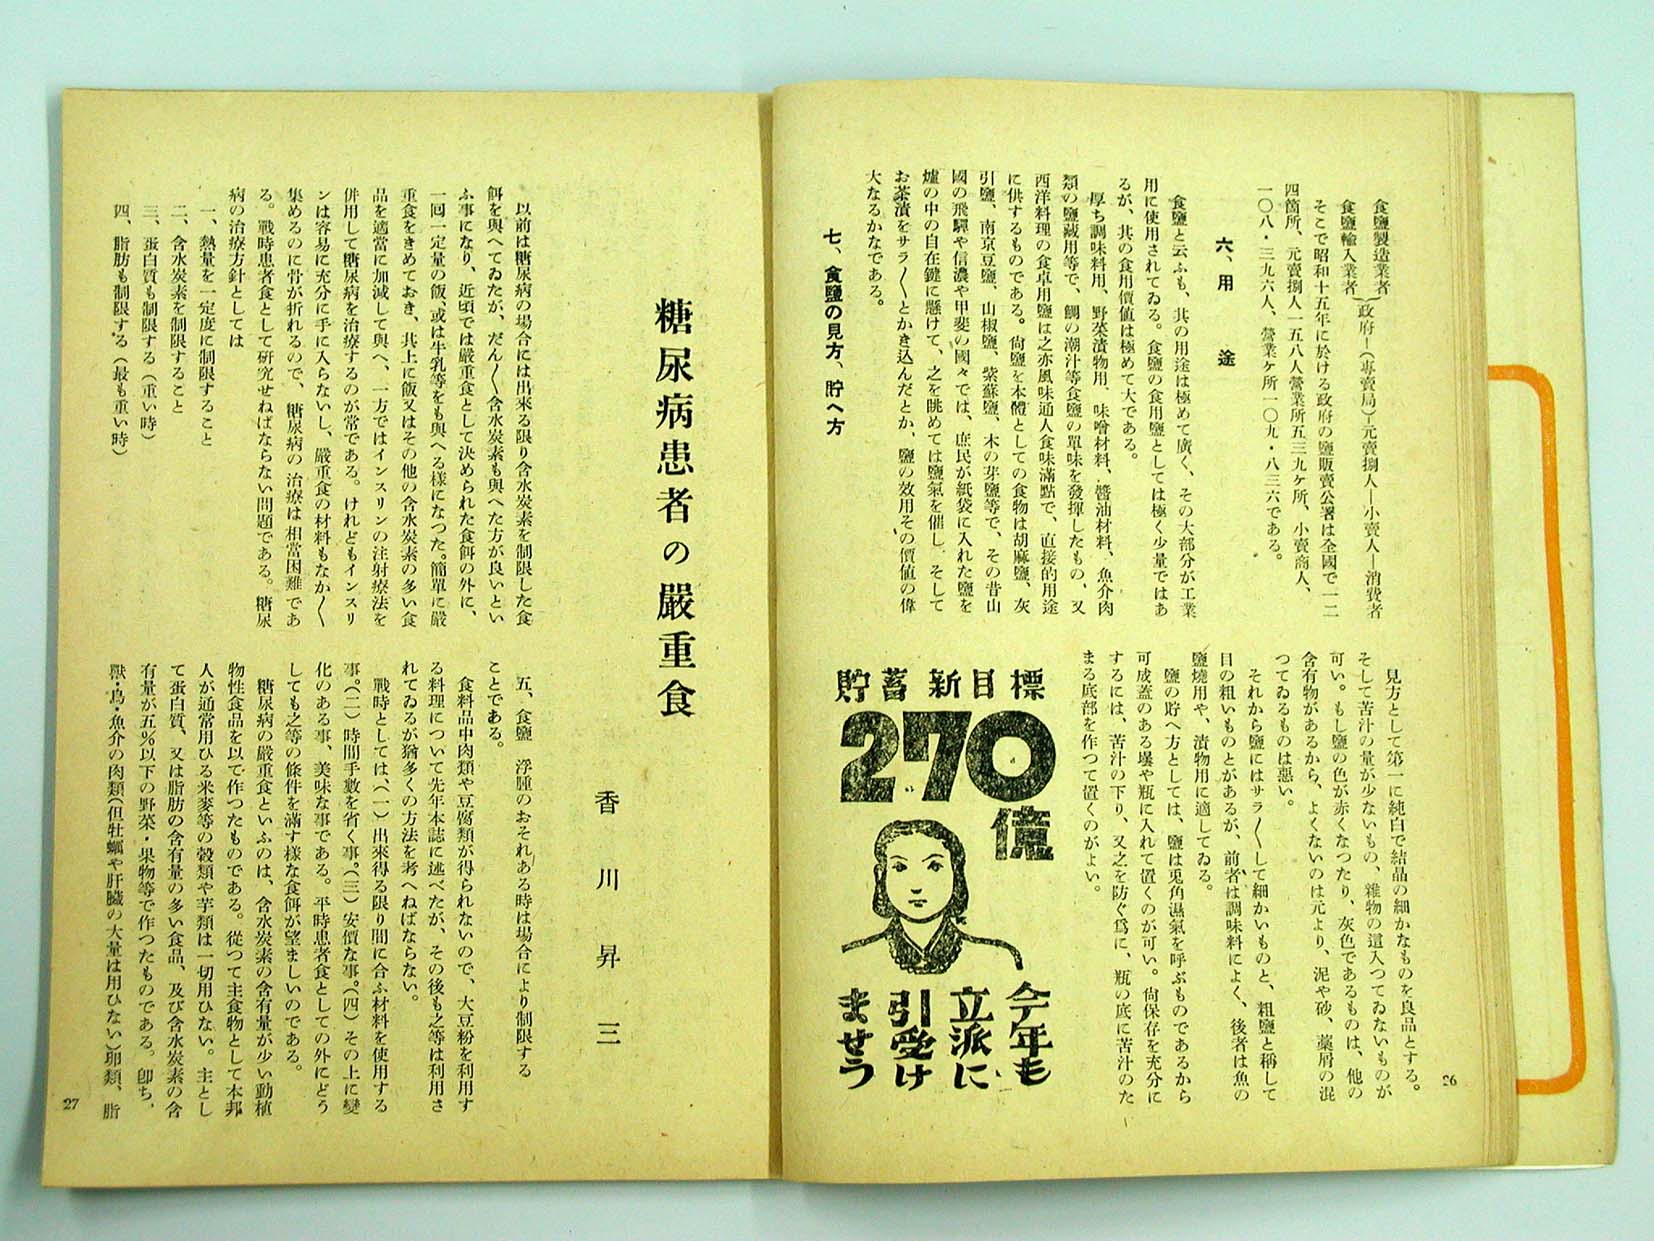 食鹽製造業者
食鹽輸入業者}政府―(專賣局)―元賣捌人―小賣人―消費者
そこで昭和十五年に於ける政府の鹽販賣公署は全國で一二
四箇所、元賣捌人一五八人營業所五三九ヶ所、小賣商人、
一〇八・三九六人、營業ヶ所一〇九・八三六である。
六、用途
食鹽と云ふも、其の用途は極めて廣く、その大部分が工業
用に使用されてゐる。食鹽の食用鹽としては極く少量ではあ
るが、其の食用價値は極めて大である。
厚ち調味料用、野菜漬物用、味噌材料、醬油材料、魚介肉
類の鹽藏用等で、鯛の潮汁等食鹽の單味を發揮したもの、又
西洋料理の食卓用鹽は之亦風味通人食味滿點で、直接的用途
に供するものである。尙鹽を本體としての食物は胡麻鹽、灰
引鹽、南京豆鹽、山椒鹽、紫蘇鹽、木の芽鹽等で、その昔山
國の飛驒や信濃や甲斐の國々では、庶民が紙袋に入れた鹽を
爐の中の自在鍵に懸けて、之を眺めては鹽氣を催し、そして
お茶漬をサラ〱とかき込んだとか、鹽の效用その價値の偉
大なるかなである。
七、食鹽の見方、貯へ方
見方として第一に純白で結晶の細かなものを良品とする。
そして苦汁の量が少ないもの、雜物の這入つてゐないものが
可い。もし鹽の色が赤くなつたり、灰色であるものは、他の
含有物があるから、よくないのは元より、泥や砂、藁屑の混
つてゐるものは惡い。
それから鹽にはサラ〱して細かいものと、粗鹽と稱して
目の粗いものとがあるが、前者は調味料によく、後者は魚の
鹽燒用や、漬物用に適してゐる。
鹽の貯へ方としては、鹽は兎角濕氣を呼ぶものであるから
可成蓋のある壜や瓶に入れて置くのが可い。尙保存を充分に
するには、苦汁の下り、又之を防ぐ爲に、瓶の底に苦汁のた
まる底部を作つて置くのがよい。
貯蓄新目標
270
億
今年も
立派に
引受け
ませう
26
糖尿病患者の嚴重食
香川昇三
以前は糖尿病の場合には出來る限り含水炭素を制限した食
餌を與へてゐたが、だん〱含水炭素も與へた方が良いとい
ふ事になり、近頃では嚴重食として決められた食餌の外に、
一回一定量の飯、或は牛乳等をも與へる樣になつた。簡單に嚴
重食をきめておき、其上に飯又はその他の含水炭素の多い食
品を適當に加減して與へ、一方ではインスリンの注射療法を
併用して糖尿病を治療するのが常である。けれどもインスリ
ンは容易に充分に手に入らないし、嚴重食の材料もなか〱
集めるのに骨が折れるので、糖尿病の治療は相當困難であ
る。戰時患者食として研究せねばならない問題である。糖尿
病の治療方針としては
一、熱量を一定度に制限すること
二、含水炭素を制限すること
三、蛋白質も制限する(重い時)
四、脂肪も制限する(最も重い時)
五、食鹽 浮腫のおそれある時は場合により制限する
ことである。
食料品中肉類や豆腐類が得られないので、大豆粉を利用す
る料理について先年本誌に述べたが、その後も之等は利用さ
れてゐるが猶多くの方法を考へねばならない。
戰時としては、(一)出來得る限り間に合ふ材料を使用する
事。(二)時間手數を省く事。(三)安價な事。(四)その上に變
化のある事、美味な事である。平時患者食としての外にどう
しても之等の條件を滿す樣な食餌が望ましいのである。
糖尿病の嚴重食といふのは、含水炭素の含有量が少い動植
物性食品を以て作つたものである。從つて主食物として本邦
人が通常用ひる米麥等の穀類や芋類は一切用ひない。主とし
て蛋白質、又は脂肪の含有量の多い食品、及び含水炭素の含
有量が五%以下の野菜・果物等で作つたものである。卽ち、
獸・鳥・魚介の肉類(但牡蠣や肝臟の大量は用ひない)卵類、脂
27